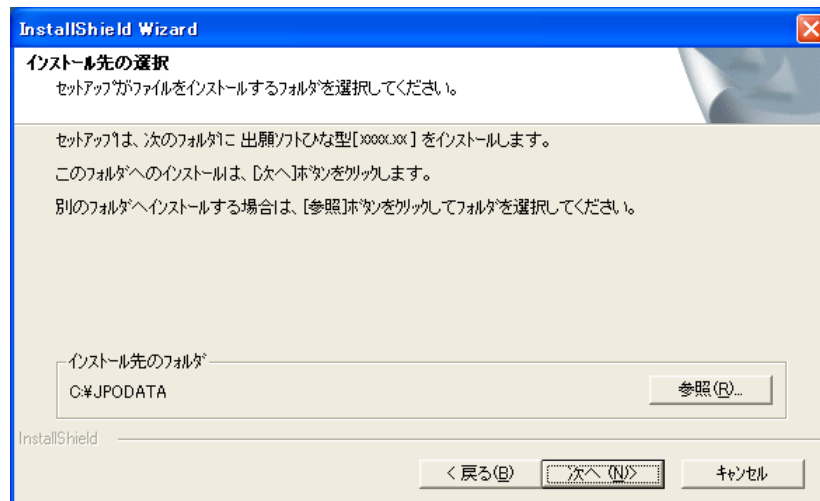 InstallShield Wizard
インストール先の選択
セットアップがファイルをインストールするフォルダを選択してください。
セットアップは、次のフォルダに 出願ソフトひな型[xxxx.xx] をインストールします。
このフォルダへのインストールは、[次へ]ボタンをクリックします。
別のフォルダへインストールする場合は、[参照]ボタンをクリックしてフォルダを選択してください。
インストール先のフォルダ
C:¥JPODATA
参照(R)...
InstallShield
< 戻る(B)
次へ (N)>
キャンセル